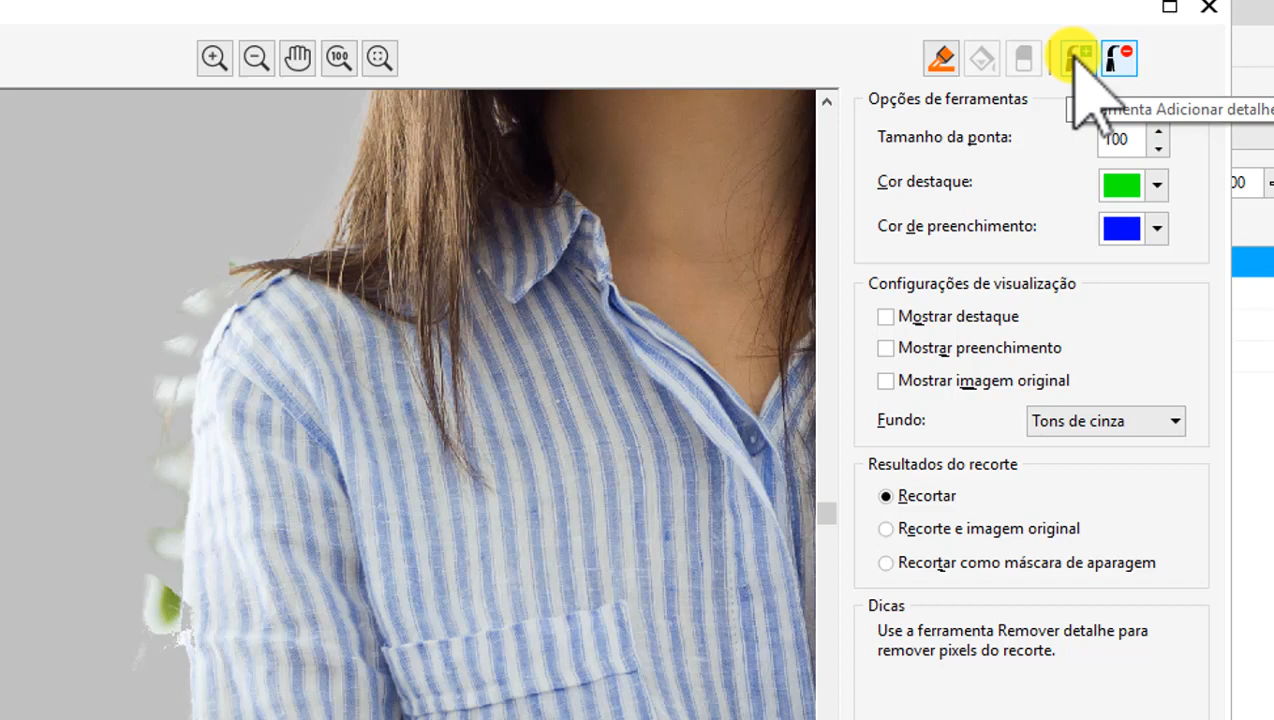 100
Opções de ferramentas
Adicionar detalhe
Tamanho da ponta:
100
Cor destaque:
00
Cor de preenchimento:
Configurações de visualização
Mostrar destaque
Mostrar preenchimento
Mostrar imagem original
Fundo:
Tons de cinza
Resultados do recorte
Recortar
Recorte e imagem original
Recortar como máscara de aparagem
Dicas
Use a ferramenta Remover detalhe para
remover pixels do recorte.